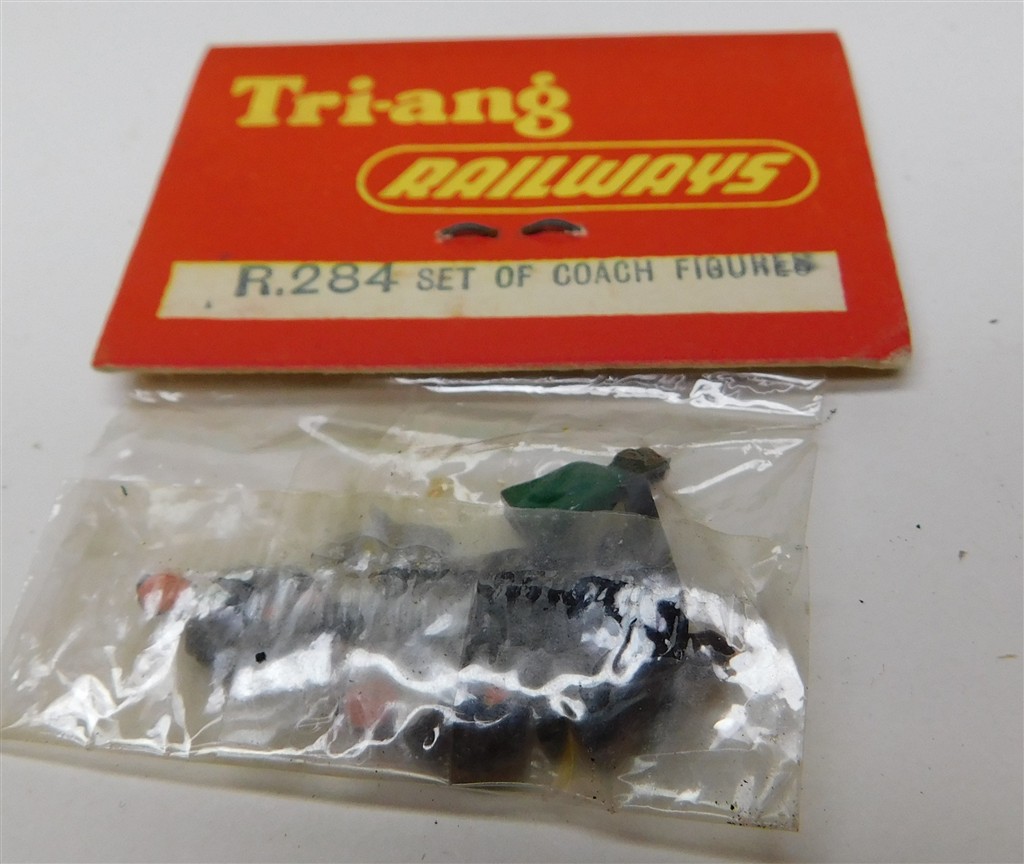 Tri-ang
RAILWAYS
R.284 SET OF COACH FIGURES